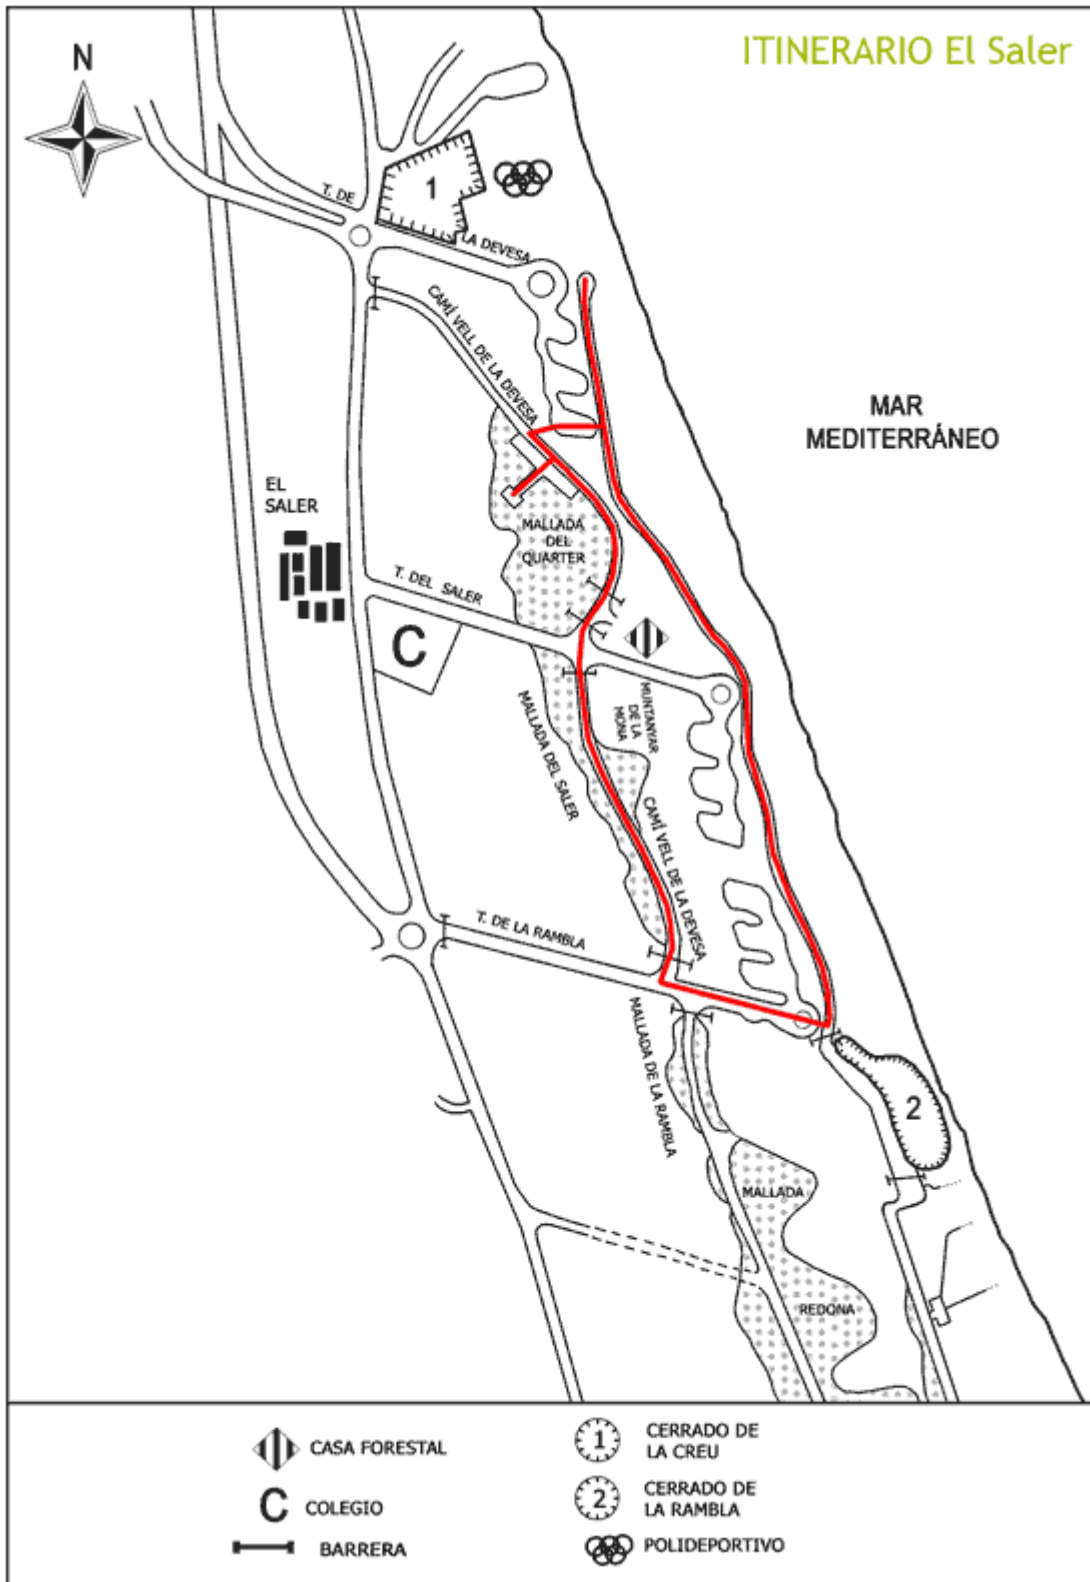 ITINERARIO El Saler
N
T. DE
1
LA DEVESA
CAMÍ VELL DE LA DEVESA
MAR
MEDITERRÁNEO
EL
SALER
MALLADA
DEL
QUARTER
T. DEL SALER
C
MUNTANYAR
DE LA
MONA
MALLADA DEL SALER
CAMÍ VELL DE LA DEVESA
T. DE LA RAMBLA
MALLADA DE LA RAMBLA
2
MALLADA
REDONA
CASA FORESTAL
C COLEGIO
BARRERA
1 CERRADO DE
LA CREU
2 CERRADO DE
LA RAMBLA
POLIDEPORTIVO